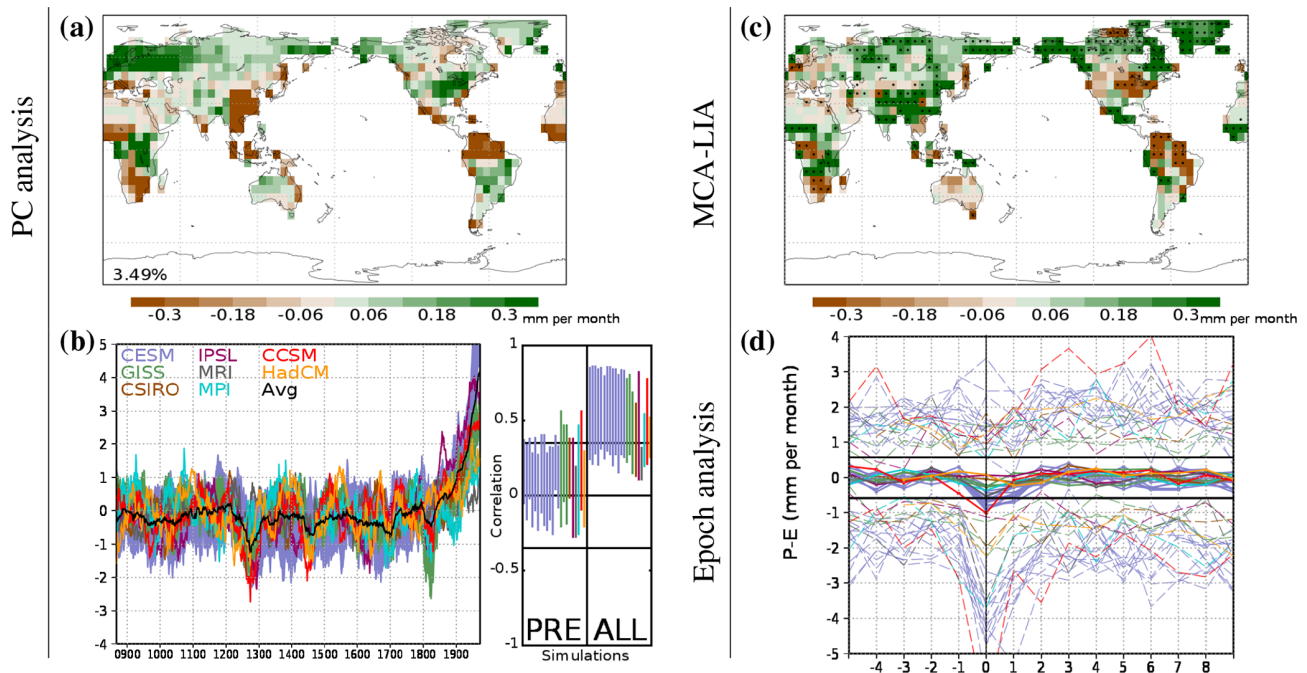 PC analysis
(a)
3.49%
-0.3 -0.18 -0.06 0.06 0.18 0.3 mm per month
(b)
5
4
3
2
1
0
-1
-2
-3
-4
CESM IPSL CCSM
GISS MRI HadCM
CSIRO MPI Avg
0900 1000 1100 1200 1300 1400 1500 1600 1700 1800 1900
Correlation
1
0.5
0
-0.5
-1
PRE ALL
Simulations
MCA-LIA
(c)
-0.3 -0.18 -0.06 0.06 0.18 0.3 mm per month
Epoch analysis
(d)
P-E (mm per month)
4
3
2
1
0
-1
-2
-3
-4
-5
-4 -3 -2 -1 0 1 2 3 4 5 6 7 8